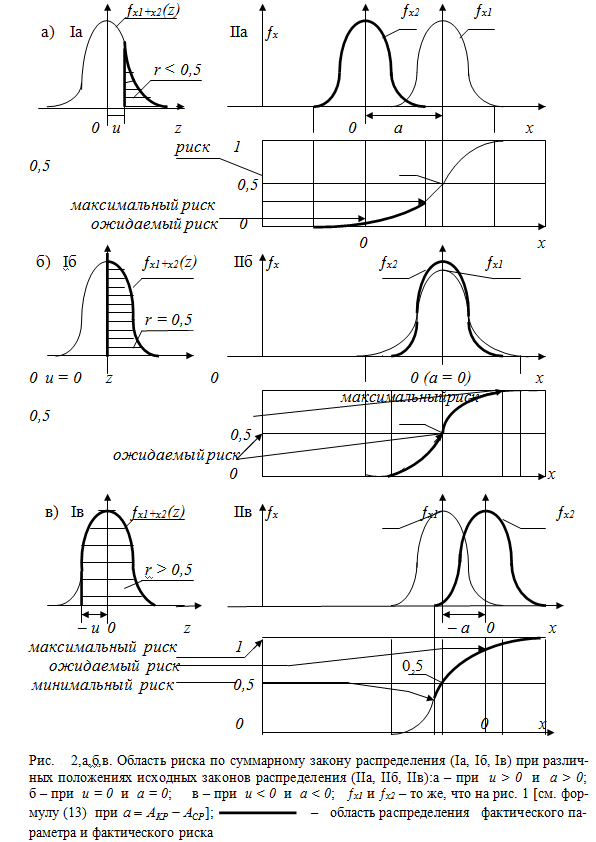 fx1+x2(z)
а) Iа IIа fx fx2 fx1
r < 0,5
0 u z 0 a x
риск 1
0,5
0,5
максимальный риск
ожидаемый риск 0
0 x
б) Iб fx1+x2(z) IIб fx fx2 fx1
r = 0,5
0 u = 0 z 0 0 (a = 0) x
максимальныйриск
0,5
0,5
ожидаемый риск
0 x
в) Iв fx1+x2(z) IIв fx fx1 fx2
r > 0,5
– u 0 z – a 0 x
максимальный риск 1
ожидаемый риск
0,5
минимальный риск 0,5
0 0 x
Рис. 2,а,б,в. Область риска по суммарному закону распределения (Iа, Iб, Iв) при различ-
ных положениях исходных законов распределения (IIа, IIб, IIв):а – при u > 0 и a > 0;
б – при u = 0 и a = 0; в – при u < 0 и a < 0; fx1 и fx2 – то же, что на рис. 1 [см. фор-
мулу (13) при a = AКР – AСР]; – область распределения фактического па-
раметра и фактического риска